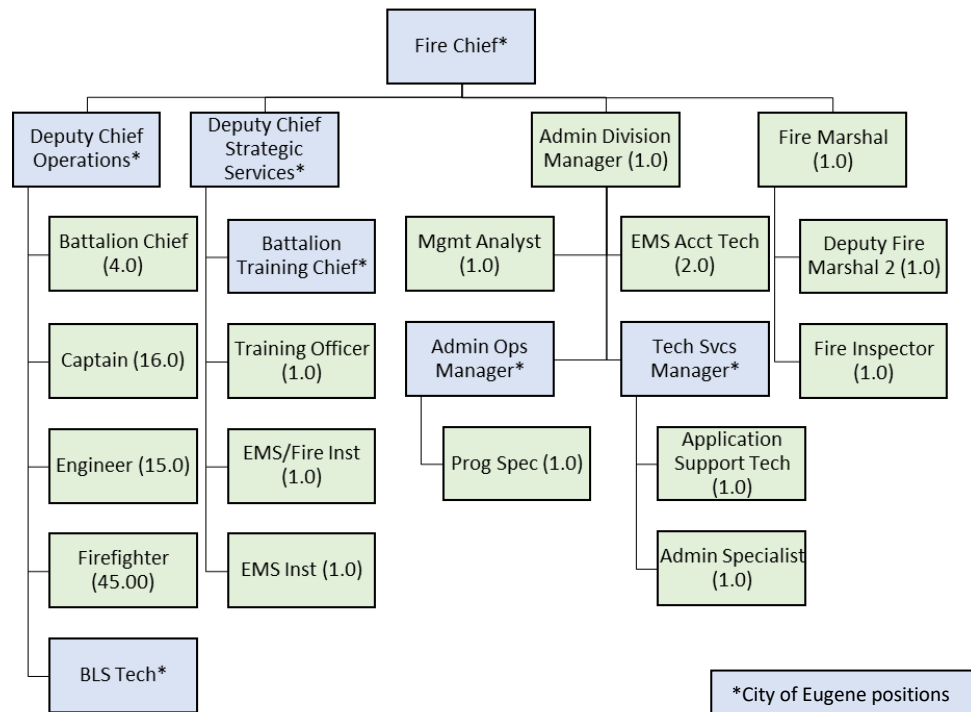 Fire Chief*
Deputy Chief
Operations*
Deputy Chief
Strategic
Services*
Admin Division
Manager (1.0)
Fire Marshal
(1.0)
Battalion Chief
(4.0)
Battalion
Training Chief*
Mgmt Analyst
(1.0)
EMS Acct Tech
(2.0)
Deputy Fire
Marshal 2 (1.0)
Captain (16.0)
Training Officer
(1.0)
Admin Ops
Manager*
Tech Svcs
Manager*
Fire Inspector
(1.0)
Engineer (15.0)
EMS/Fire Inst
(1.0)
Prog Spec (1.0)
Application
Support Tech
(1.0)
Firefighter
(45.00)
EMS Inst (1.0)
Admin Specialist
(1.0)
BLS Tech*
*City of Eugene positions